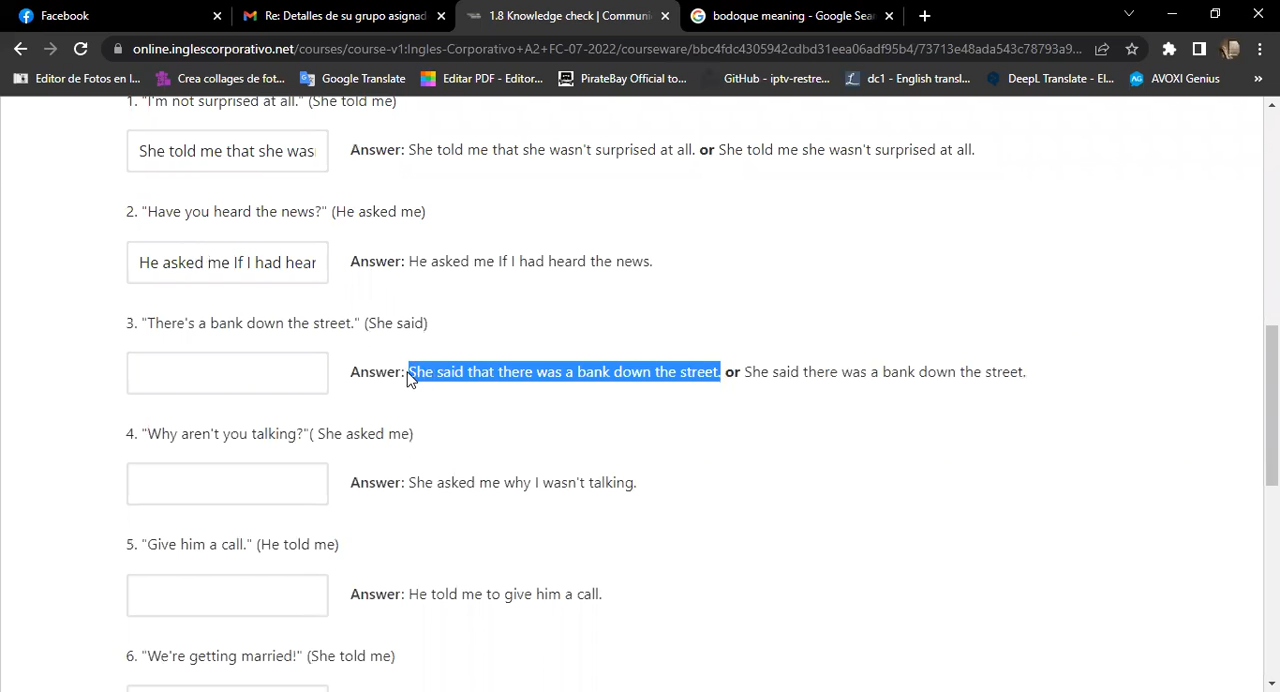 Facebook
Re: Detalles de su grupo asignad
1.8 Knowledge check | Communi
bodoque meaning - Google Sea
online.inglescorporativo.net/courses/course-v1:Ingles-Corporativo+A2+FC-07-2022/courseware/bbc4fdc4305942cdbd31eea06adf95b4/73713e48ada543c78793a9...
Editor de Fotos en l...
Crea collages de fot...
Google Translate
Editar PDF - Editor...
PirateBay Official to...
GitHub - iptv-restre...
dc1 - English transl...
DeepL Translate - El...
AVOXI Genius
»
1. "I'm not surprised at all." (She told me)
She told me that she was
Answer: She told me that she wasn't surprised at all. or She told me she wasn't surprised at all.
2. "Have you heard the news?" (He asked me)
He asked me If I had hear
Answer: He asked me If I had heard the news.
3. "There's a bank down the street." (She said)
Answer: She said that there was a bank down the street. or She said there was a bank down the street.
4. "Why aren't you talking?"( She asked me)
Answer: She asked me why I wasn't talking.
5. "Give him a call." (He told me)
Answer: He told me to give him a call.
6. "We're getting married!" (She told me)